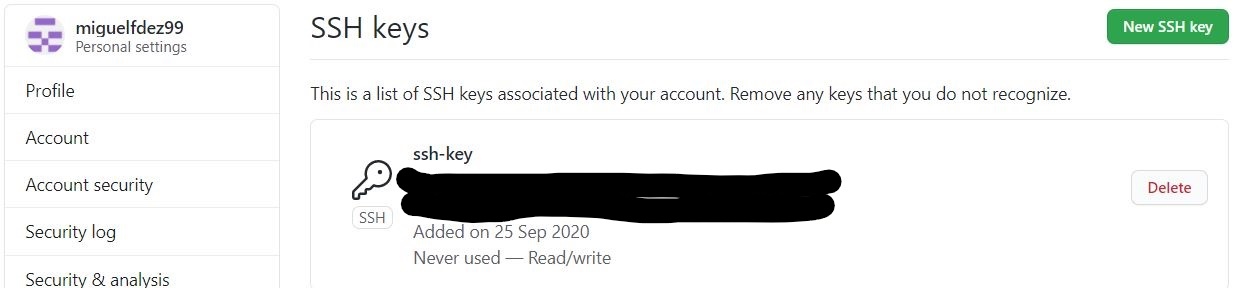 miguelfdez99
Personal settings
Profile
Account
Account security
Security log
Security & analysis
SSH keys
New SSH key
This is a list of SSH keys associated with your account. Remove any keys that you do not recognize.
ssh-key
SSH
Added on 25 Sep 2020
Never used — Read/write
Delete